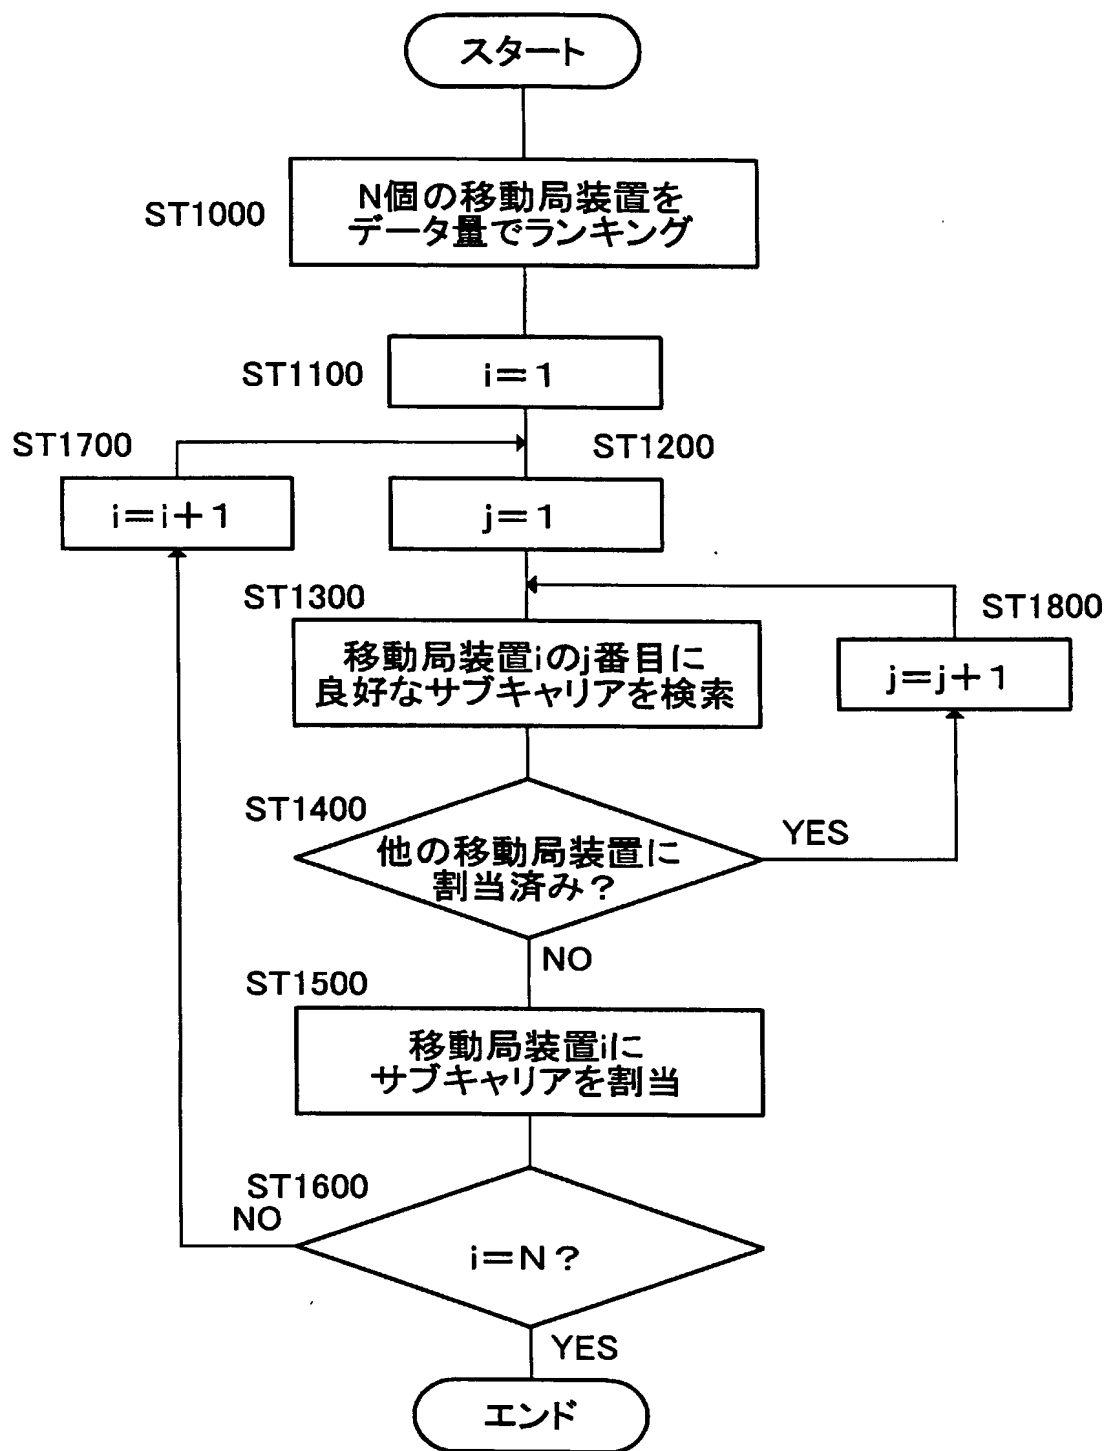 スタート
ST1000
N個の移動局装置を
データ量でランキング
ST1100
i=1
ST1700
ST1200
i=i+1
j=1
ST1300
ST1800
移動局装置iのj番目に
良好なサブキャリアを検索
j=j+1
ST1400
YES
他の移動局装置に
割当済み?
NO
ST1500
移動局装置iに
サブキャリアを割当
ST1600
NO
i=N?
YES
エンド